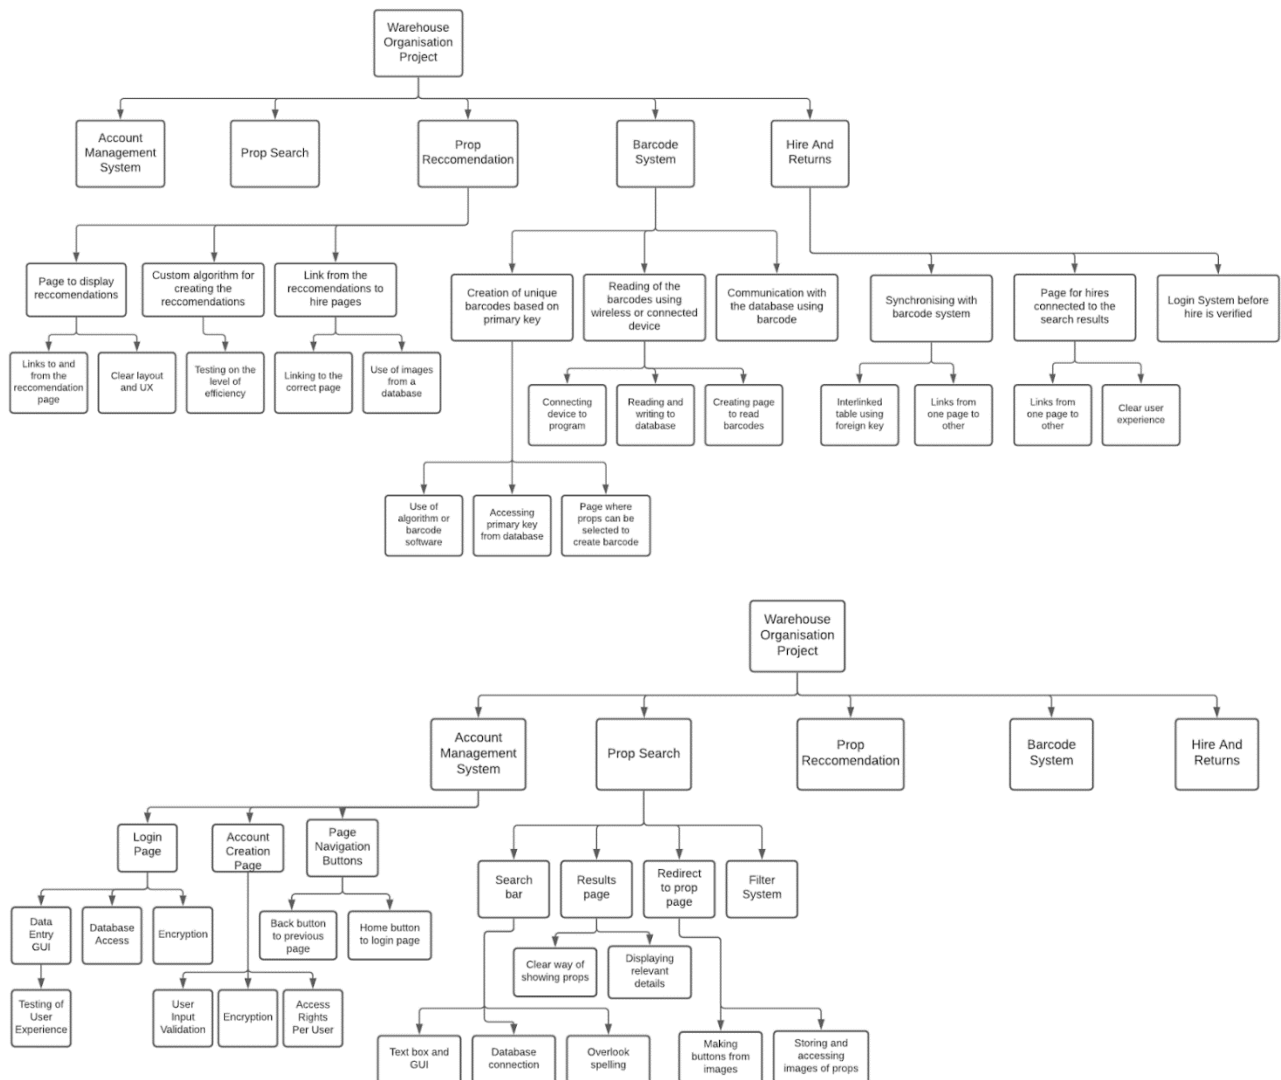 Warehouse
Organisation
Project
Account
Management
System
Prop Search
Prop
Reccomendation
Barcode
System
Hire And
Returns
Page to display
reccomendations
Custom algorithm for
creating the
reccomendations
Link from the
reccomendations to
hire pages
Creation of unique
barcodes based on
primary key
Reading of the
barcodes using
wireless or connected
device
Communication with
the database using
barcode
Synchronising with
barcode system
Page for hires
connected to the
search results
Login System before
hire is verified
Links to and
from the
reccomendation
page
Clear layout
and UX
Testing on the
level of
efficiency
Linking to the
correct page
Use of images
from a
database
Connecting
device to
program
Reading and
writing to
database
Creating page
to read
barcodes
Interlinked
table using
foreign key
Links from
one page to
other
Links from
one page to
other
Clear user
experience
Use of
algorithm or
barcode
software
Accessing
primary key
from database
Page where
props can be
selected to
create barcode
Warehouse
Organisation
Project
Account
Management
System
Prop Search
Prop
Reccomendation
Barcode
System
Hire And
Returns
Login
Page
Account
Creation
Page
Page
Navigation
Buttons
Search
bar
Results
page
Redirect
to prop
page
Filter
System
Data
Entry
GUI
Database
Access
Encryption
Back button
to previous
page
Home button
to login page
Clear way of
showing props
Displaying
relevant
details
Testing of
User
Experience
User
Input
Validation
Encryption
Access
Rights
Per User
Text box and
GUI
Database
connection
Overlook
spelling
Making
buttons from
images
Storing and
accessing
images of props